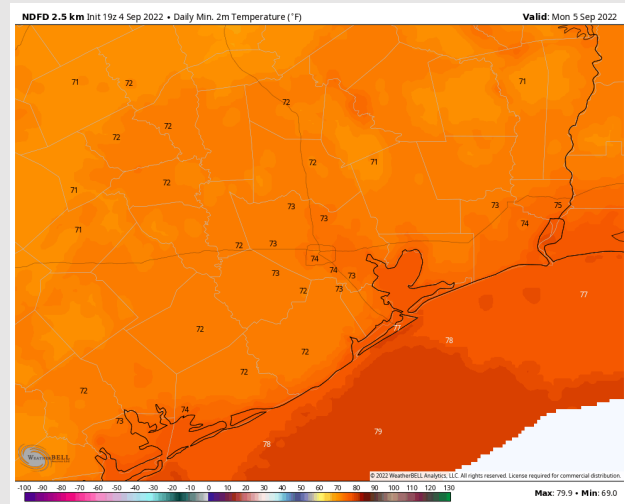 NDFD 2.5 km Init 19z 4 Sep 2022 • Daily Min. 2m Temperature (°F) Valid: Mon 5 Sep 2022
71 72 71
72
72 72
72 71
72
71
73 73 75
73 74
71
72 73
74
73 74 73
72 73
77
77
72 78
72
72
72
74
73
79
78
WeatherBELL
© 2022 WeatherBELL Analytics, LLC. All rights reserved. License required for commercial distribution.
-100 -90 -80 -70 -60 -50 -40 -30 -20 -10 0 10 20 30 40 50 60 70 80 90 100 110 120 130
Max: 79.9 • Min: 69.0